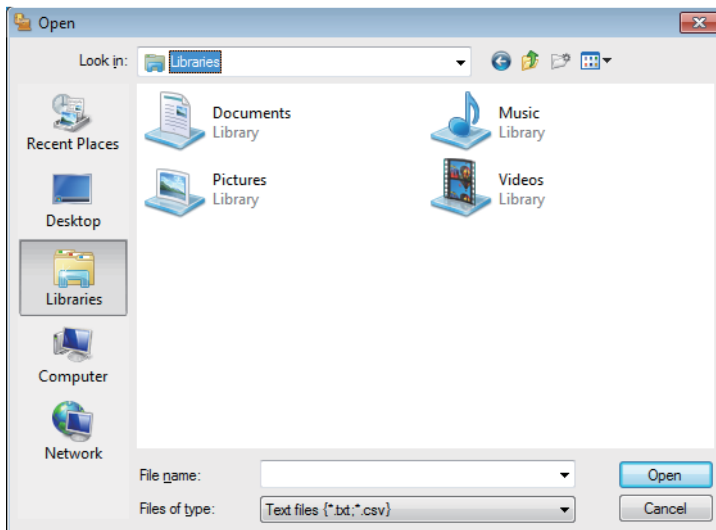 Open
Look in:
Libraries
Recent Places
Desktop
Libraries
Computer
Network
Documents
Library
Music
Library
Pictures
Library
Videos
Library
File name:
Open
Files of type:
Text files {*.txt;*.csv}
Cancel